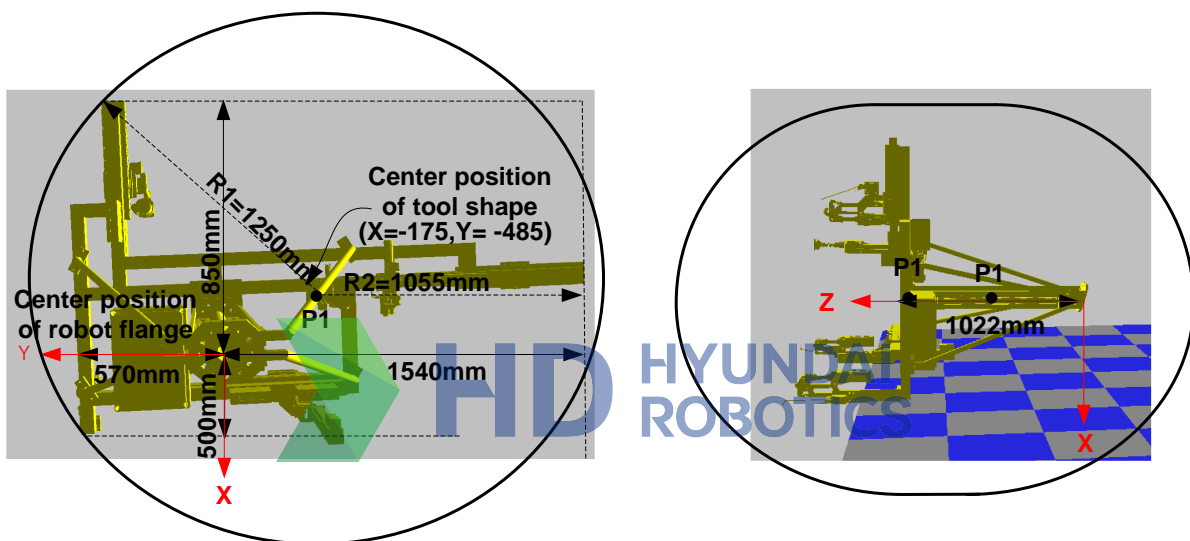 Center position
of tool shape
(X=-175,Y= -485)
R1=1250mm
850mm
R2=1055mm
P1
Center position
of robot flange
Y
570mm
1540mm
500mm
X
P1
P1
Z
1022mm
X
HD HYUNDAI
ROBOTICS